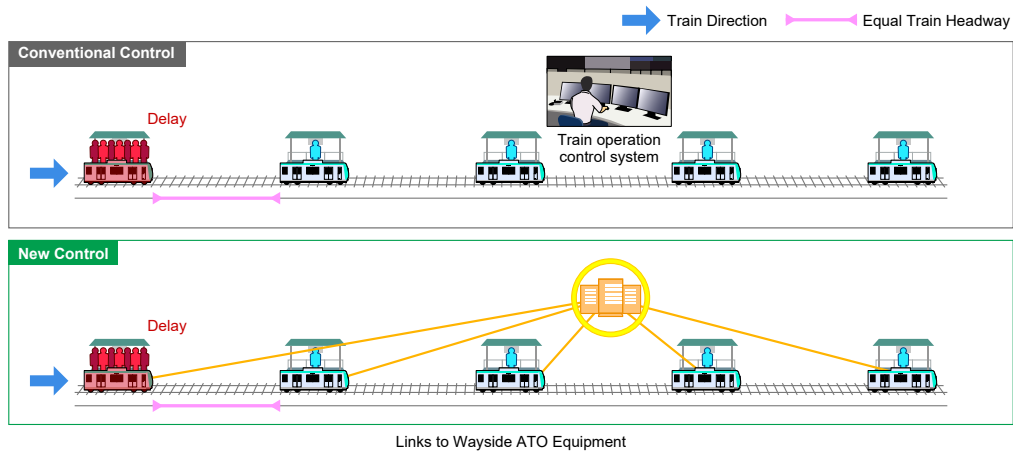 Train Direction
Equal Train Headway
Conventional Control
Delay
Train operation
control system
New Control
Delay
Links to Wayside ATO Equipment